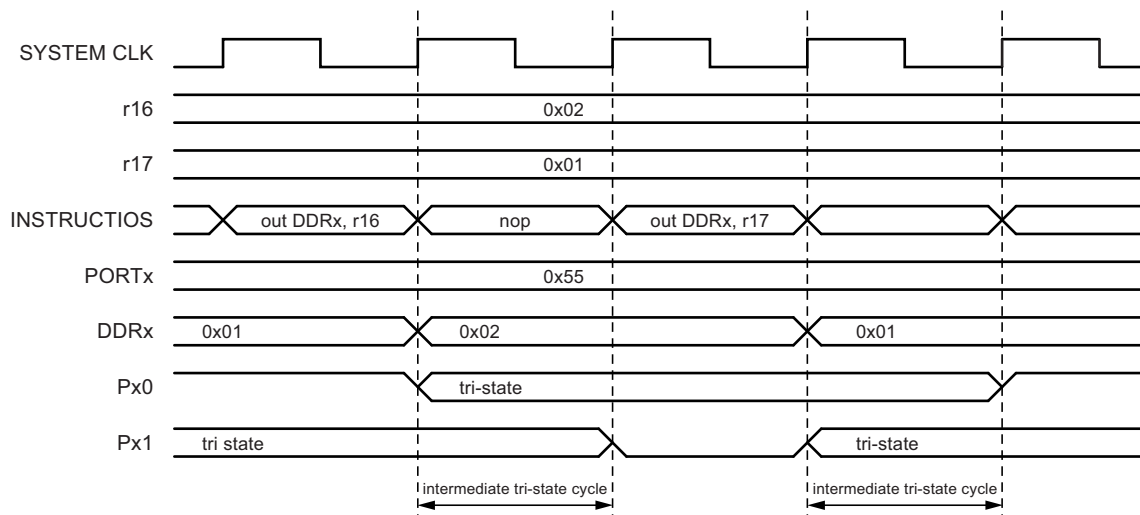 SYSTEM CLK
r16
0x02
r17
0x01
INSTRUCTIOS
out DDRx, r16
nop
out DDRx, r17
PORTx
0x55
DDRx
0x01
0x02
0x01
Px0
tri-state
Px1
tri state
tri-state
intermediate tri-state cycle
intermediate tri-state cycle